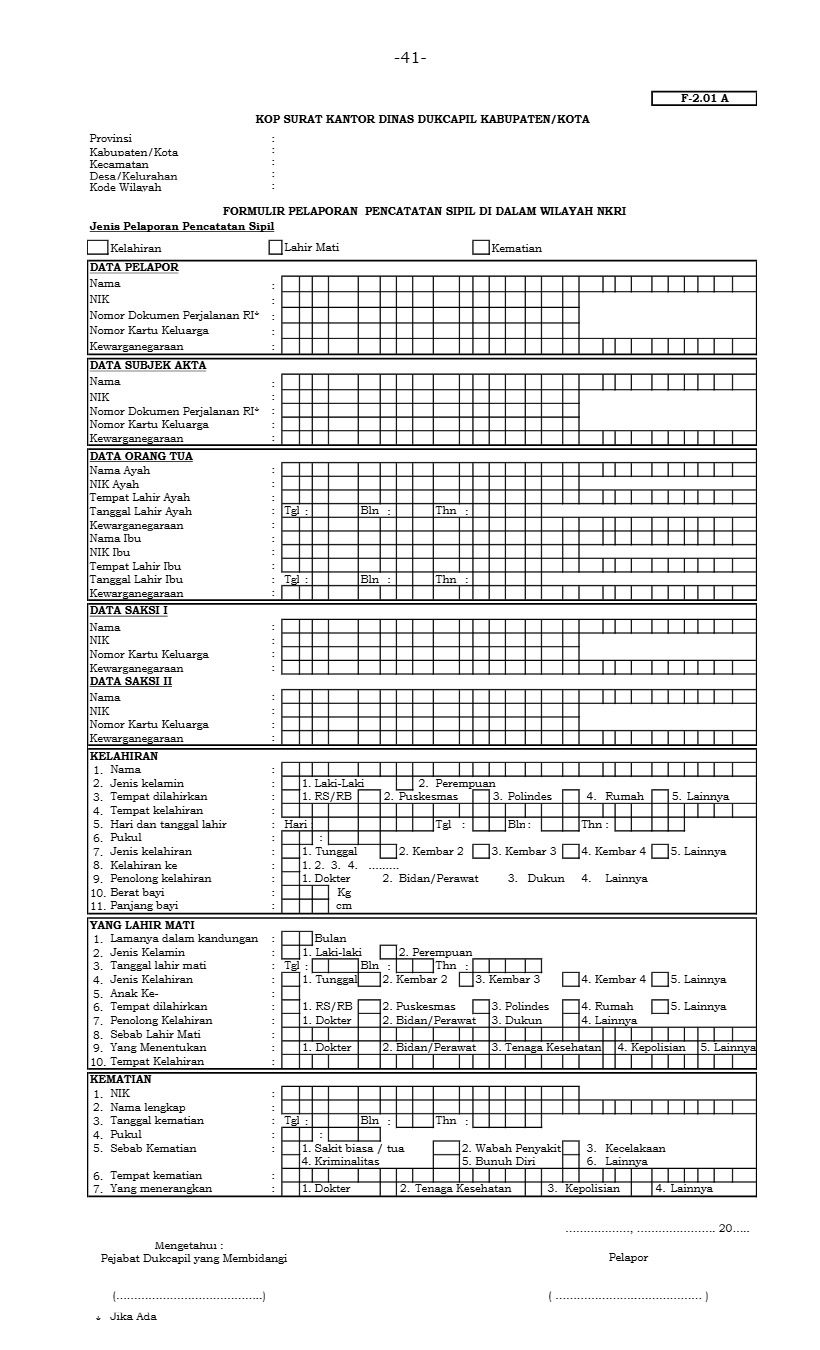 -41-
F-2.01 A
KOP SURAT KANTOR DINAS DUKCAPIL KABUPATEN/KOTA
Provinsi :
Kabupaten/Kota :
Kecamatan :
Desa/Kelurahan :
Kode Wilayah :
FORMULIR PELAPORAN PENCATATAN SIPIL DI DALAM WILAYAH NKRI
Jenis Pelaporan Pencatatan Sipil
Kelahiran Lahir Mati Kematian
DATA PELAPOR
Nama :
NIK :
Nomor Dokumen Perjalanan RI* :
Nomor Kartu Keluarga :
Kewarganegaraan :
DATA SUBJEK AKTA
Nama :
NIK :
Nomor Dokumen Perjalanan RI* :
Nomor Kartu Keluarga :
Kewarganegaraan :
DATA ORANG TUA
Nama Ayah :
NIK Ayah :
Tempat Lahir Ayah :
Tanggal Lahir Ayah : Tgl : Bln : Thn :
Kewarganegaraan :
Nama Ibu :
NIK Ibu :
Tempat Lahir Ibu :
Tanggal Lahir Ibu : Tgl : Bln : Thn :
Kewarganegaraan :
DATA SAKSI I
Nama :
NIK :
Nomor Kartu Keluarga :
Kewarganegaraan :
DATA SAKSI II
Nama :
NIK :
Nomor Kartu Keluarga :
Kewarganegaraan :
KELAHIRAN
1. Nama :
2. Jenis kelamin : 1. Laki-Laki 2. Perempuan
3. Tempat dilahirkan : 1. RS/RB 2. Puskesmas 3. Polindes 4. Rumah 5. Lainnya
4. Tempat kelahiran :
5. Hari dan tanggal lahir : Hari Tgl : Bln : Thn :
6. Pukul : :
7. Jenis kelahiran : 1. Tunggal 2. Kembar 2 3. Kembar 3 4. Kembar 4 5. Lainnya
8. Kelahiran ke : 1. 2. 3. 4. .........
9. Penolong kelahiran : 1. Dokter 2. Bidan/Perawat 3. Dukun 4. Lainnya
10. Berat bayi : Kg
11. Panjang bayi : cm
YANG LAHIR MATI
1. Lamanya dalam kandungan : Bulan
2. Jenis Kelamin : 1. Laki-laki 2. Perempuan
3. Tanggal lahir mati : Tgl : Bln : Thn :
4. Jenis Kelahiran : 1. Tunggal 2. Kembar 2 3. Kembar 3 4. Kembar 4 5. Lainnya
5. Anak Ke- :
6. Tempat dilahirkan : 1. RS/RB 2. Puskesmas 3. Polindes 4. Rumah 5. Lainnya
7. Penolong Kelahiran : 1. Dokter 2. Bidan/Perawat 3. Dukun 4. Lainnya
8. Sebab Lahir Mati :
9. Yang Menentukan : 1. Dokter 2. Bidan/Perawat 3. Tenaga Kesehatan 4. Kepolisian 5. Lainnya
10. Tempat Kelahiran :
KEMATIAN
1. NIK :
2. Nama lengkap :
3. Tanggal kematian : Tgl : Bln : Thn :
4. Pukul : :
5. Sebab Kematian : 1. Sakit biasa / tua 2. Wabah Penyakit 3. Kecelakaan
4. Kriminalitas 5. Bunuh Diri 6. Lainnya
6. Tempat kematian :
7. Yang menerangkan : 1. Dokter 2. Tenaga Kesehatan 3. Kepolisian 4. Lainnya
.................., ...................... 20.....
Mengetahui :
Pejabat Dukcapil yang Membidangi Pelapor
(.........................................) ( ......................................... )
* Jika Ada